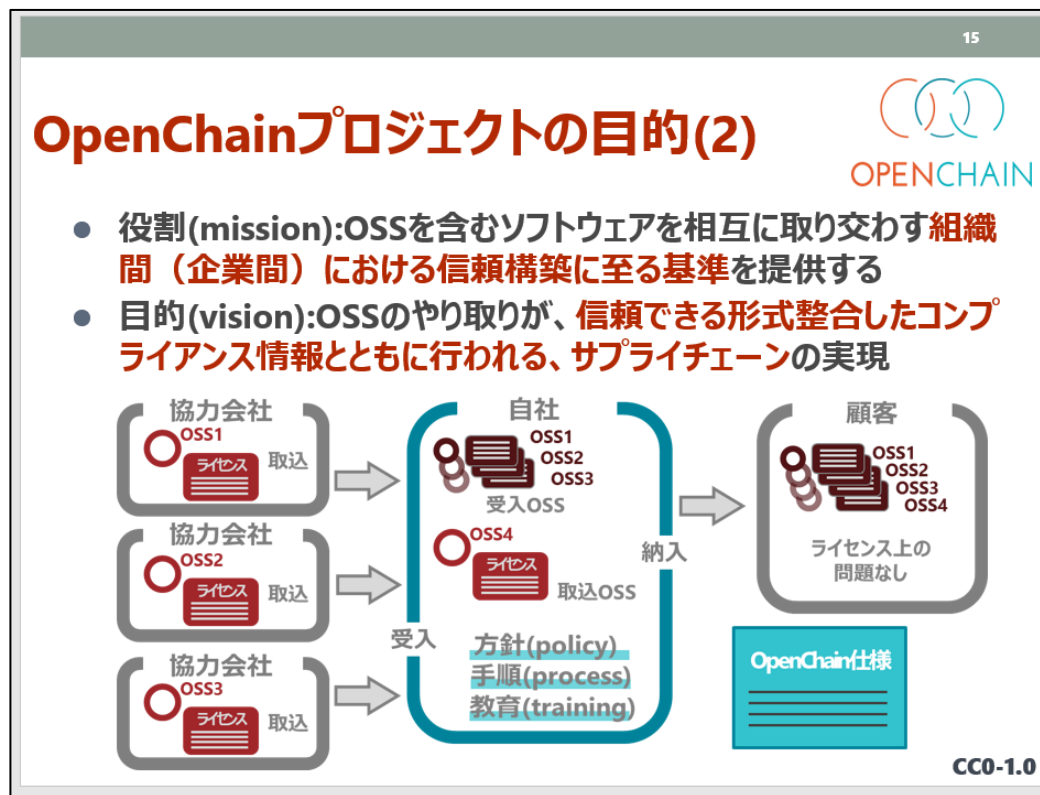 15
OpenChainプロジェクトの目的(2)
OPENCHAIN
役割(mission):OSSを含むソフトウェアを相互に取り交わす組織
間（企業間）における信頼構築に至る基準を提供する
目的(vision):OSSのやり取りが、信頼できる形式整合したコンプ
ライアンス情報とともに行われる、サプライチェーンの実現
協力会社
OSS1
ライセンス
取込
協力会社
OSS2
ライセンス
取込
協力会社
OSS3
ライセンス
取込
受入
自社
OSS1
OSS2
OSS3
受入OSS
OSS4
ライセンス
取込OSS
方針(policy)
手順(process)
教育(training)
納入
顧客
OSS1
OSS2
OSS3
OSS4
ライセンス上の
問題なし
OpenChain仕様
CC0-1.0